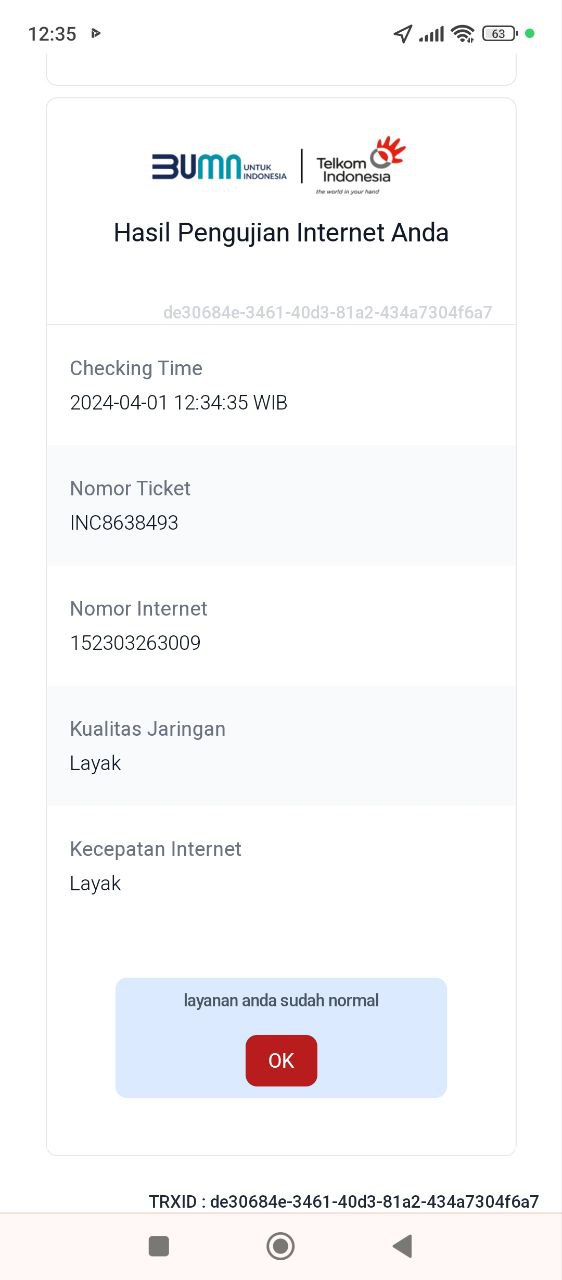 12:35
63
BUMN UNTUK
INDONESIA
Telkom
Indonesia
the world in your hand
Hasil Pengujian Internet Anda
de30684e-3461-40d3-81a2-434a7304f6a7
Checking Time
2024-04-01 12:34:35 WIB
Nomor Ticket
INC8638493
Nomor Internet
152303263009
Kualitas Jaringan
Layak
Kecepatan Internet
Layak
layanan anda sudah normal
OK
TRXID : de30684e-3461-40d3-81a2-434a7304f6a7